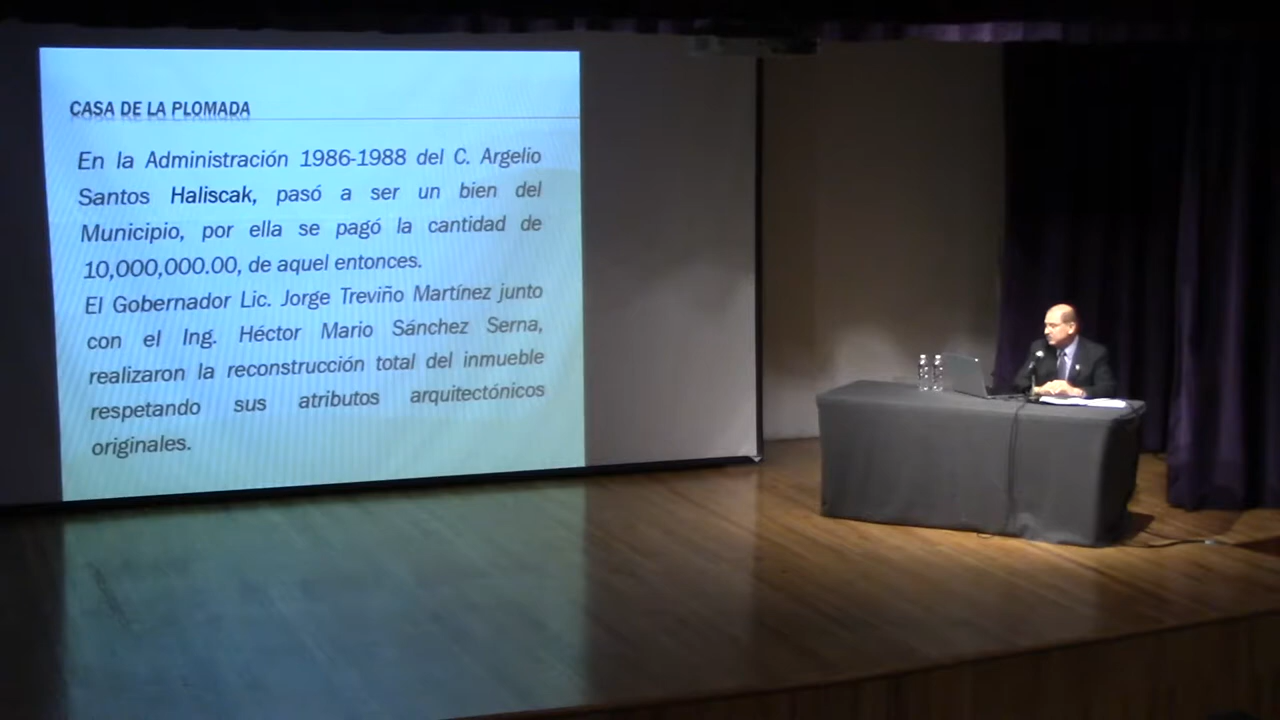 CASA DE LA PLOMADA
En la Administración 1986-1988 del C. Argelio
Santos Haliscak, pasó a ser un bien del
Municipio, por ella se pagó la cantidad de
10,000,000.00, de aquel entonces.
El Gobernador Lic. Jorge Treviño Martínez junto
con el Ing. Héctor Mario Sánchez Serna,
realizaron la reconstrucción total del inmueble
respetando sus atributos arquitectónicos
originales.